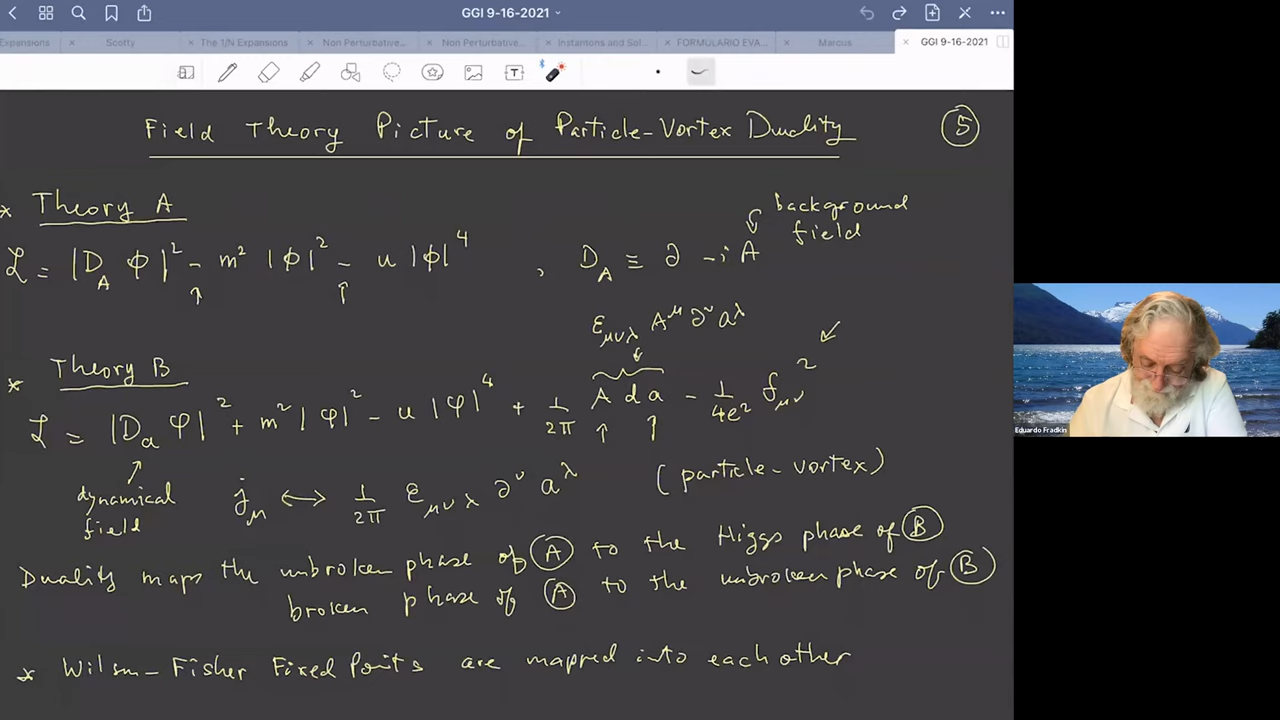 GGI 9-16-2021
Expansions
Scotty
The 1/N Expansions
Non Perturbative...
Non Perturbative...
Instantons and Sol...
FORMULARIO EVA...
Marcus
GGI 9-16-2021
Field Theory Picture of Particle-Vortex Duality
5
* Theory A
background field
ℒ = |D_A ϕ|² - m² |ϕ|² - u |ϕ|⁴ , D_A ≡ ∂ - i A
ε_μνλ A^μ ∂^ν a^λ
* Theory B
ℒ = |D_a φ|² + m² |φ|² - u |φ|⁴ + 1/2π A d a - 1/4e² f_μν²
dynamical field
j_μ ↔ 1/2π ε_μνλ ∂^ν a^λ (particle-vortex)
Duality maps the unbroken phase of A to the Higgs phase of B
broken phase of A to the unbroken phase of B
* Wilson-Fisher Fixed Points are mapped into each other
Eduardo Fradkin